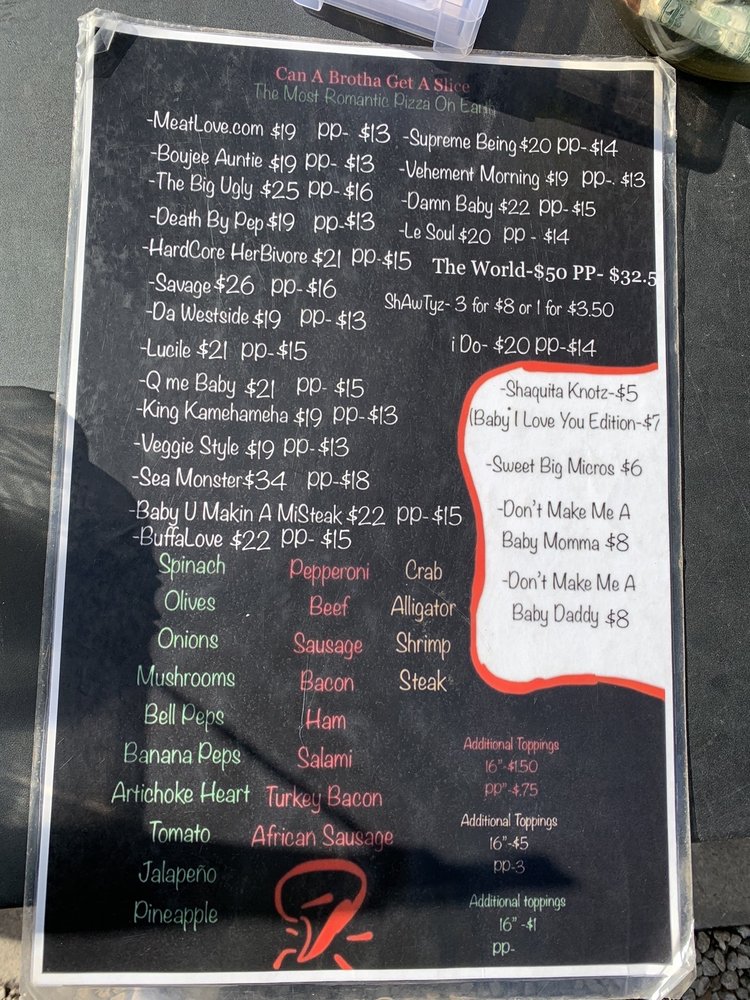 Can A Brotha Get A Slice
The Most Romantic Pizza On Earth
-MeatLove.com $19 pp- $13
-Boujee Auntie $19 pp- $13
-The Big Ugly $25 pp- $16
-Death By Pep $19 pp-$13
-HardCore HerBivore $21 pp-$15
-Savage $26 pp- $16
-Da Westside $19 pp- $13
-Lucile $21 pp-$15
-Q me Baby $21 pp- $15
-King Kamehameha $19 pp-$13
-Veggie Style $19 pp-$13
-Sea Monster $34 pp-$18
-Baby U Makin A MiSteak $22 pp-$15
-BuffaLove $22 pp- $15
-Supreme Being $20 pp-$14
-Vehement Morning $19 pp-. $13
-Damn Baby $22 pp-$15
-Le Soul $20 pp - $14
The World-$50 PP- $32.5
ShAwTyz- 3 for $8 or 1 for $3.50
i Do- $20 pp-$14
-Shaquita Knotz-$5
(Baby I Love You Edition-$7
-Sweet Big Micros $6
-Don't Make Me A
Baby Momma $8
-Don't Make Me A
Baby Daddy $8
Spinach
Olives
Onions
Mushrooms
Bell Peps
Banana Peps
Artichoke Heart
Tomato
Jalapeño
Pineapple
Pepperoni
Beef
Sausage
Bacon
Ham
Salami
Turkey Bacon
African Sausage
Crab
Alligator
Shrimp
Steak
Additional Toppings
16"-$1.50
pp"-$.75
Additional Toppings
16"-$5
pp-3
Additional toppings
16" -$1
pp-